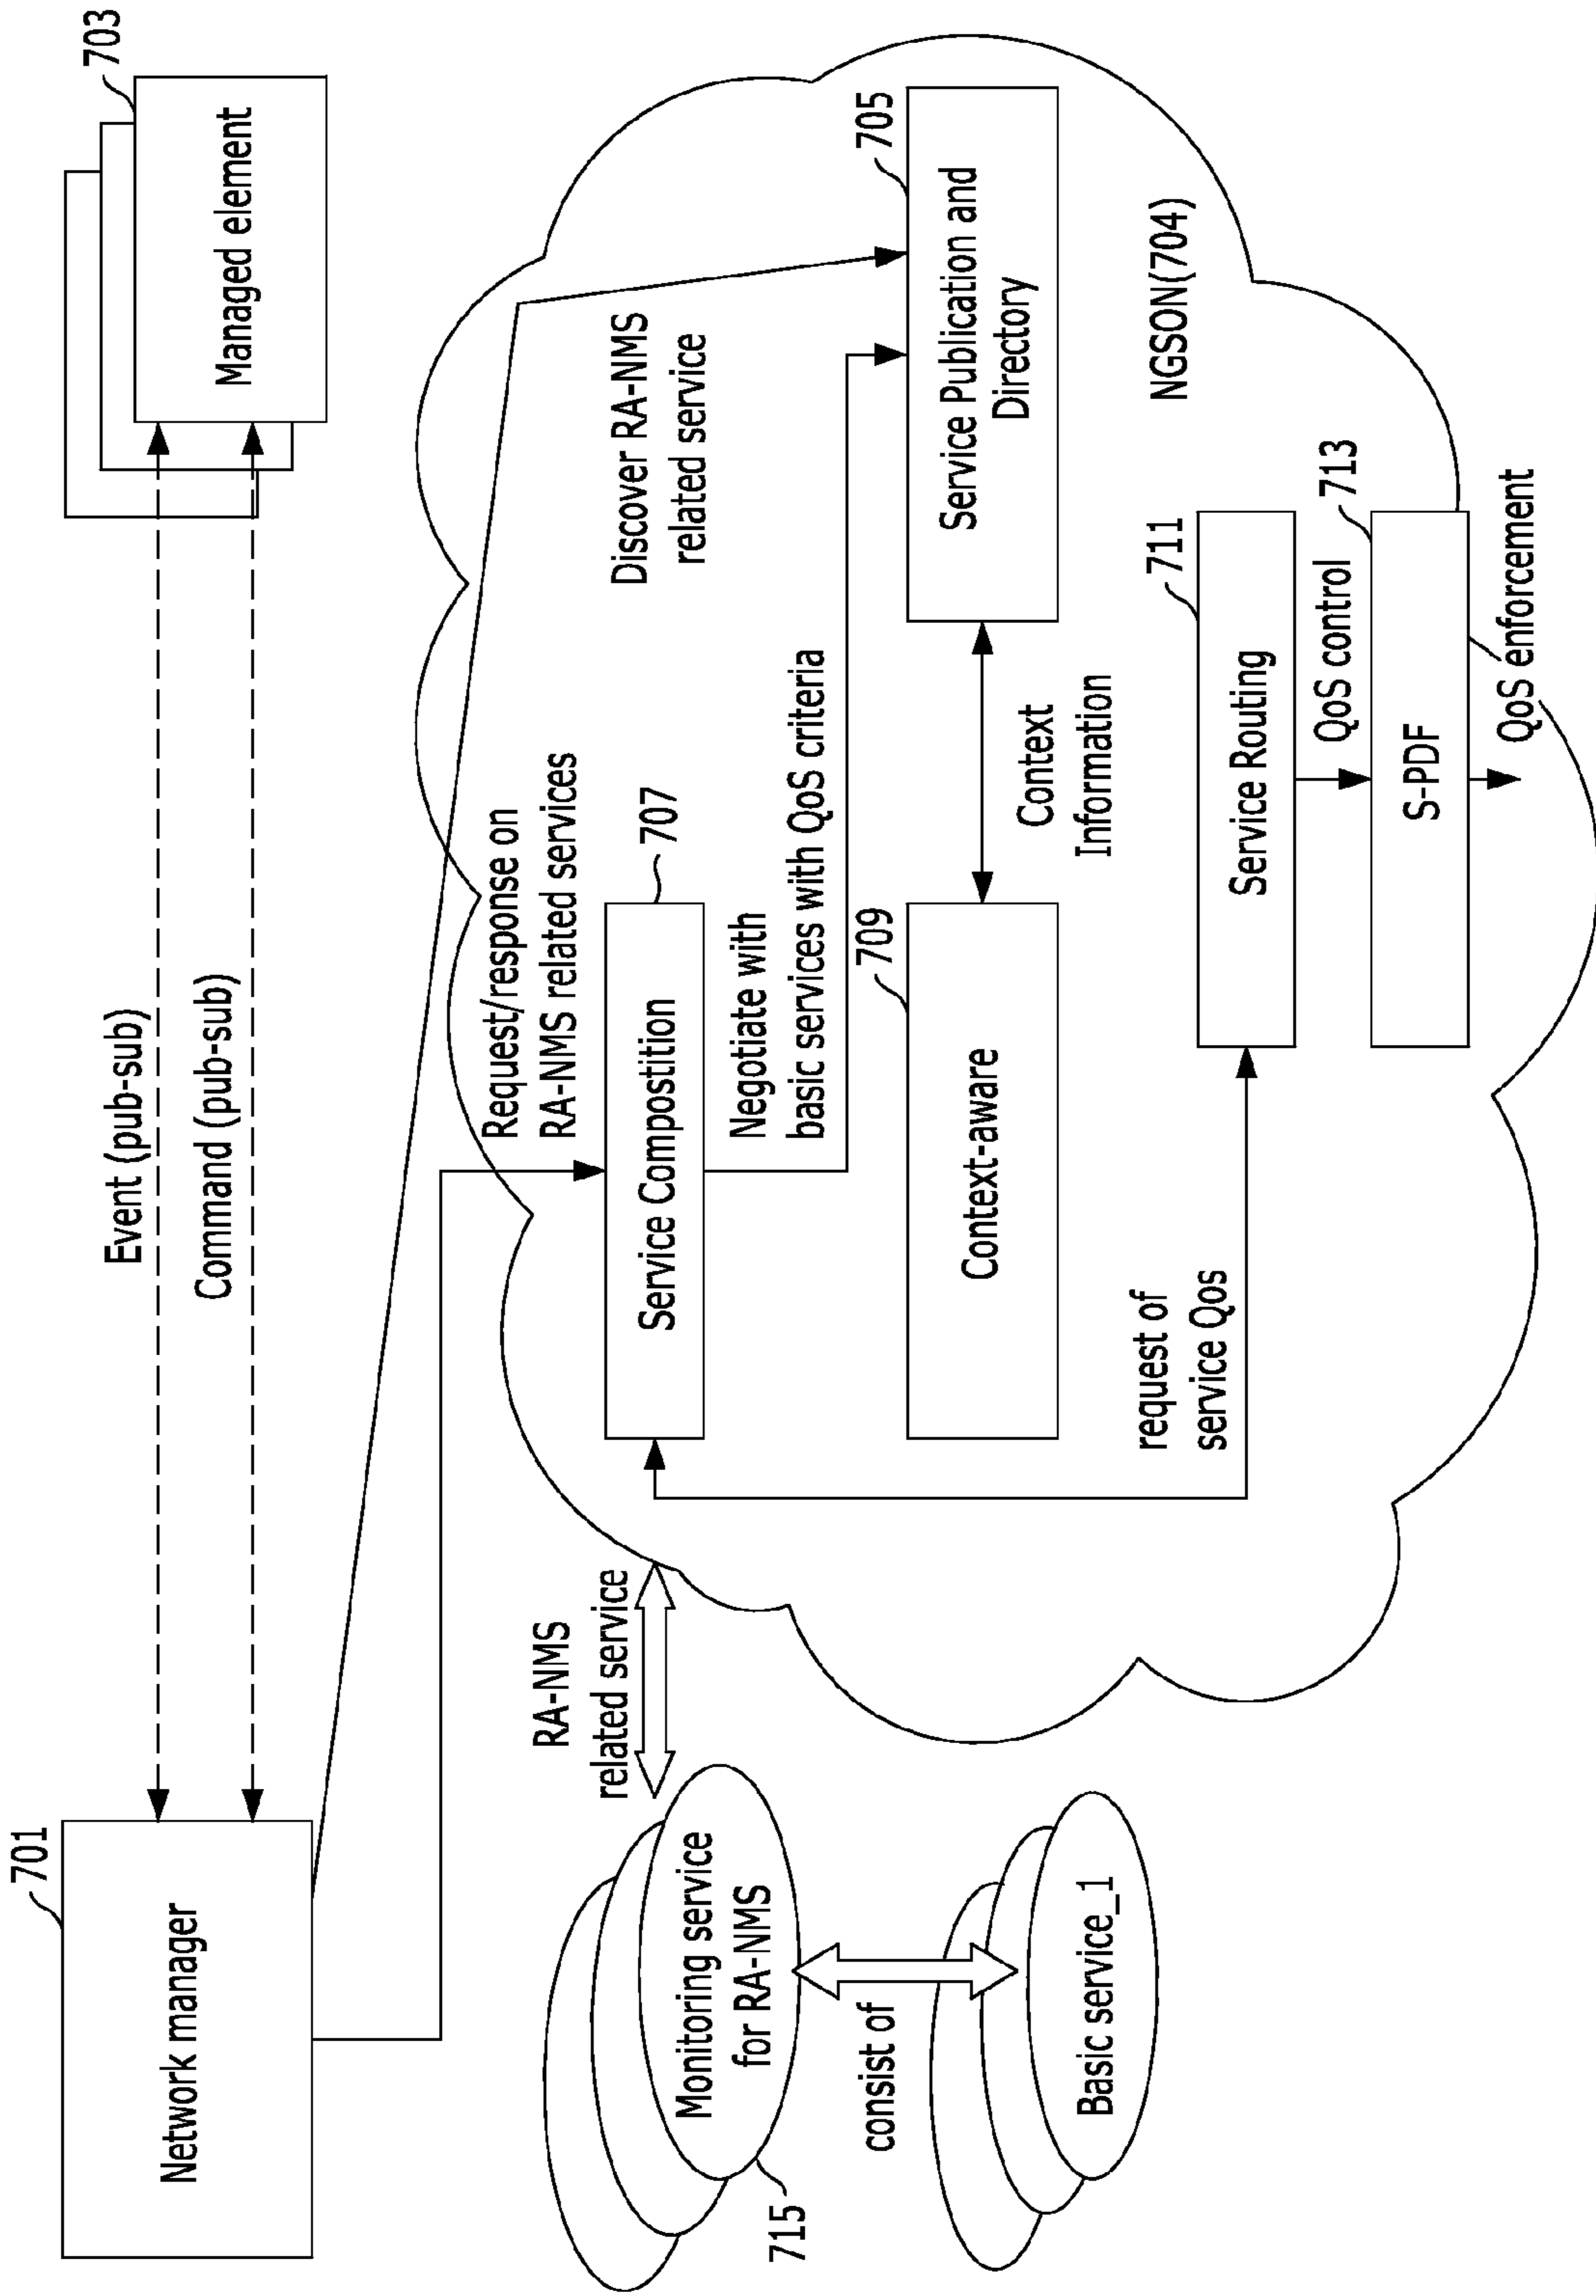 701
Network manager
Event (pub-sub)
Command (pub-sub)
703
Managed element
Request/response on
RA-NMS related services
Discover RA-NMS
related service
RA-NMS
related service
Service Compostition
707
Negotiate with
basic services with QoS criteria
705
Service Publication and
Directory
Monitoring service
for RA-NMS
715
consist of
Basic service_1
709
Context-aware
Context
Information
NGSON(704)
request of
service Qos
711
Service Routing
QoS control
713
S-PDF
QoS enforcement